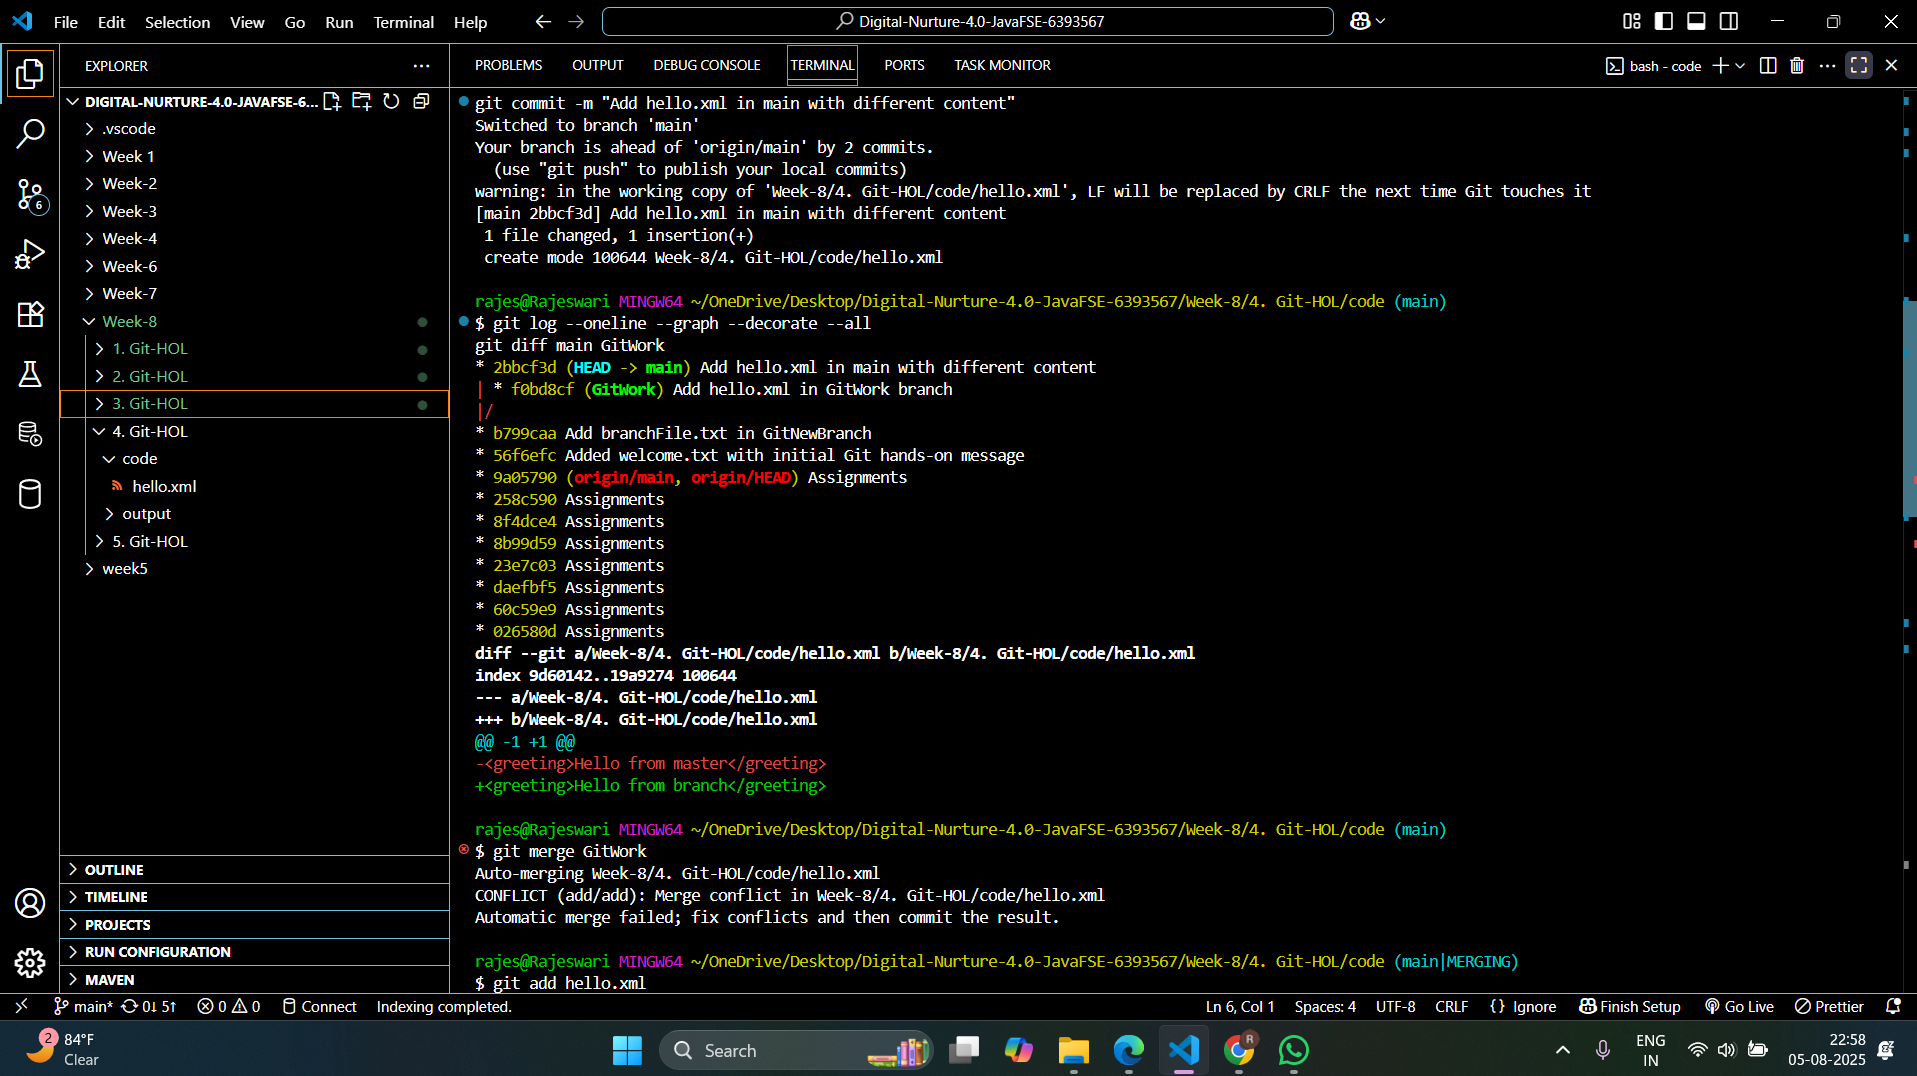 File Edit Selection View Go Run Terminal Help
Digital-Nurture-4.0-JavaFSE-6393567
EXPLORER
DIGITAL-NURTURE-4.0-JAVAFSE-6...
.vscode
Week 1
Week-2
Week-3
Week-4
Week-6
Week-7
Week-8
1. Git-HOL
2. Git-HOL
3. Git-HOL
4. Git-HOL
code
hello.xml
output
5. Git-HOL
week5
OUTLINE
TIMELINE
PROJECTS
RUN CONFIGURATION
MAVEN
6
PROBLEMS OUTPUT DEBUG CONSOLE TERMINAL PORTS TASK MONITOR
bash - code
git commit -m "Add hello.xml in main with different content"
Switched to branch 'main'
Your branch is ahead of 'origin/main' by 2 commits.
(use "git push" to publish your local commits)
warning: in the working copy of 'Week-8/4. Git-HOL/code/hello.xml', LF will be replaced by CRLF the next time Git touches it
[main 2bbcf3d] Add hello.xml in main with different content
1 file changed, 1 insertion(+)
create mode 100644 Week-8/4. Git-HOL/code/hello.xml
rajes@Rajeswari MINGW64 ~/OneDrive/Desktop/Digital-Nurture-4.0-JavaFSE-6393567/Week-8/4. Git-HOL/code (main)
$ git log --oneline --graph --decorate --all
git diff main GitWork
* 2bbcf3d (HEAD -> main) Add hello.xml in main with different content
| * f0bd8cf (GitWork) Add hello.xml in GitWork branch
|/
* b799caa Add branchFile.txt in GitNewBranch
* 56f6efc Added welcome.txt with initial Git hands-on message
* 9a05790 (origin/main, origin/HEAD) Assignments
* 258c590 Assignments
* 8f4dce4 Assignments
* 8b99d59 Assignments
* 23e7c03 Assignments
* daefbf5 Assignments
* 60c59e9 Assignments
* 026580d Assignments
diff --git a/Week-8/4. Git-HOL/code/hello.xml b/Week-8/4. Git-HOL/code/hello.xml
index 9d60142..19a9274 100644
--- a/Week-8/4. Git-HOL/code/hello.xml
+++ b/Week-8/4. Git-HOL/code/hello.xml
@@ -1 +1 @@
-<greeting>Hello from master</greeting>
+<greeting>Hello from branch</greeting>
rajes@Rajeswari MINGW64 ~/OneDrive/Desktop/Digital-Nurture-4.0-JavaFSE-6393567/Week-8/4. Git-HOL/code (main)
$ git merge GitWork
Auto-merging Week-8/4. Git-HOL/code/hello.xml
CONFLICT (add/add): Merge conflict in Week-8/4. Git-HOL/code/hello.xml
Automatic merge failed; fix conflicts and then commit the result.
rajes@Rajeswari MINGW64 ~/OneDrive/Desktop/Digital-Nurture-4.0-JavaFSE-6393567/Week-8/4. Git-HOL/code (main|MERGING)
$ git add hello.xml
main* 0↓ 5↑ 0 0 Connect Indexing completed.
Ln 6, Col 1 Spaces: 4 UTF-8 CRLF {} Ignore Finish Setup Go Live Prettier
2
84°F
Clear
Search
R
ENG
IN
22:58
05-08-2025